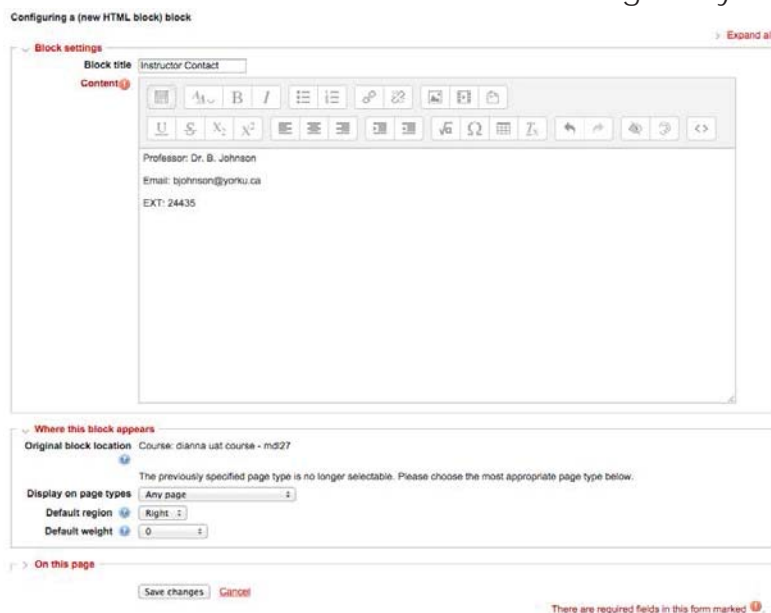 Configuring a (new HTML block) block
Expand al
Block settings
Block title Instructor Contact
Content
Professor: Dr. B. Johnson
Email: bjohnson@yorku.ca
EXT: 24435
Where this block appears
Original block location Course: dianna uat course - mdl27
The previously specified page type is no longer selectable. Please choose the most appropriate page type below.
Display on page types Any page
Default region Right
Default weight 0
On this page
Save changes Cancel
There are required fields in this form marked